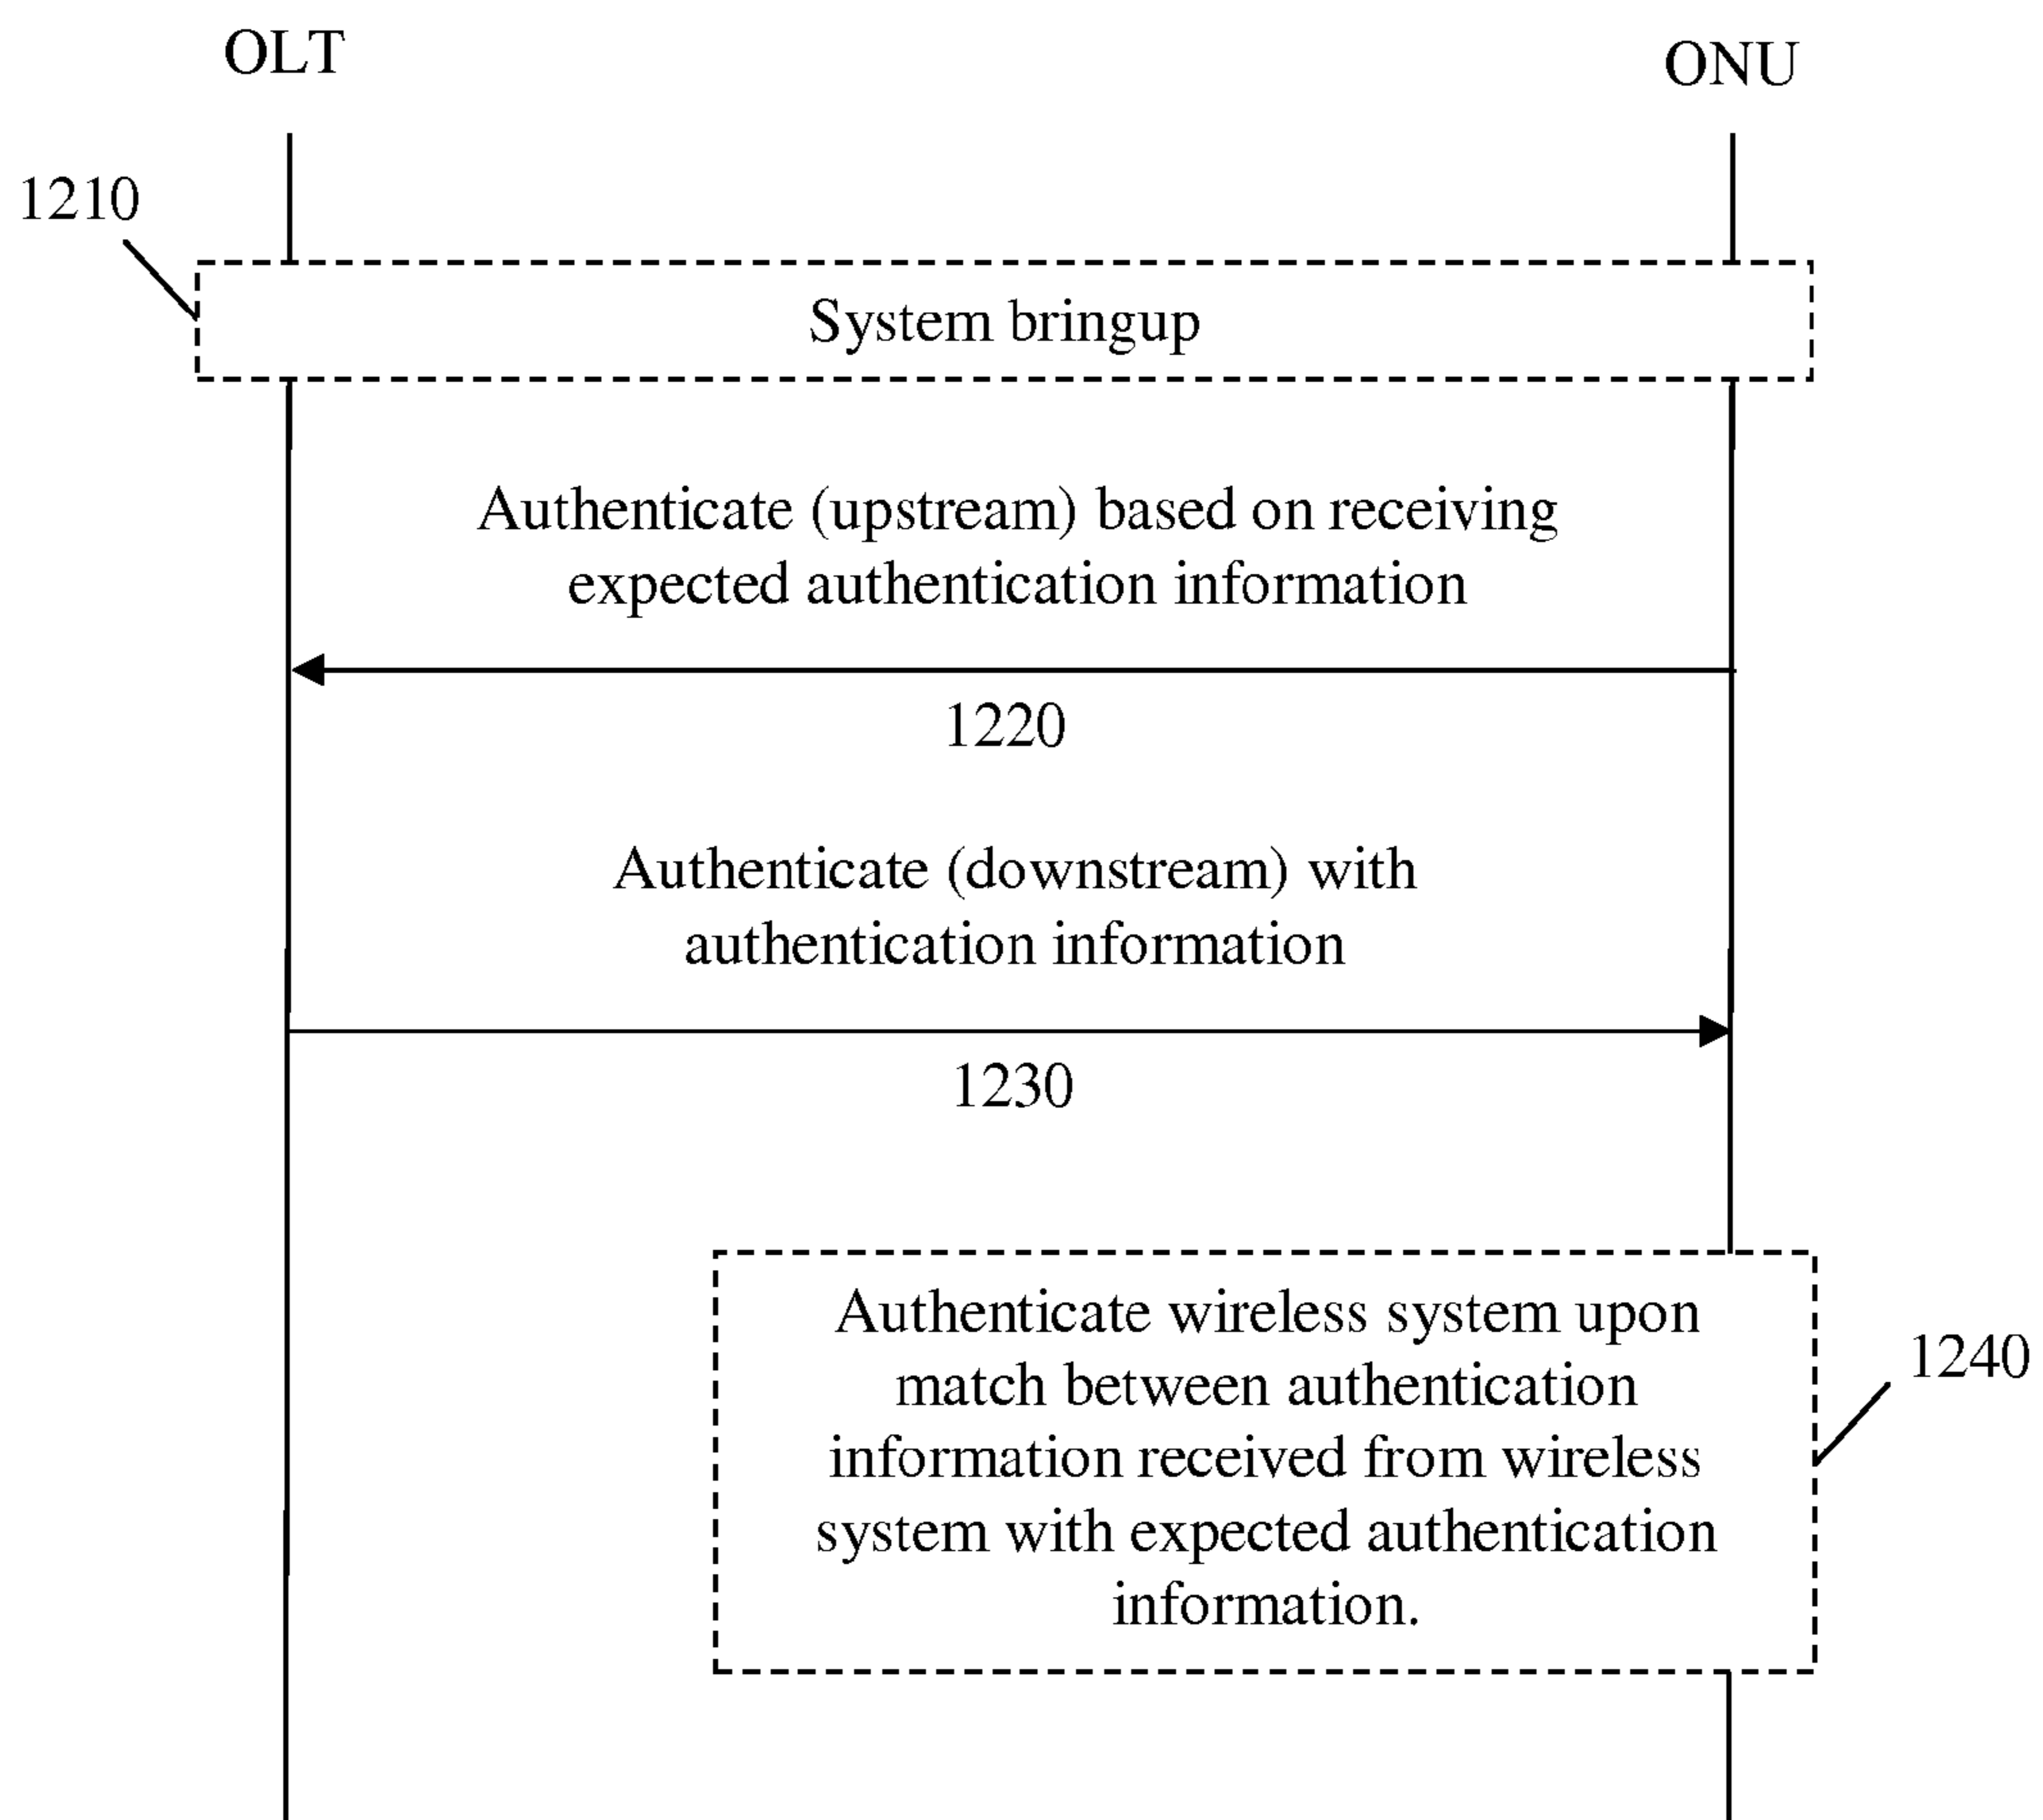 OLT
ONU
1210
System bringup
Authenticate (upstream) based on receiving
expected authentication information
1220
Authenticate (downstream) with
authentication information
1230
Authenticate wireless system upon
match between authentication
information received from wireless
system with expected authentication
information.
1240